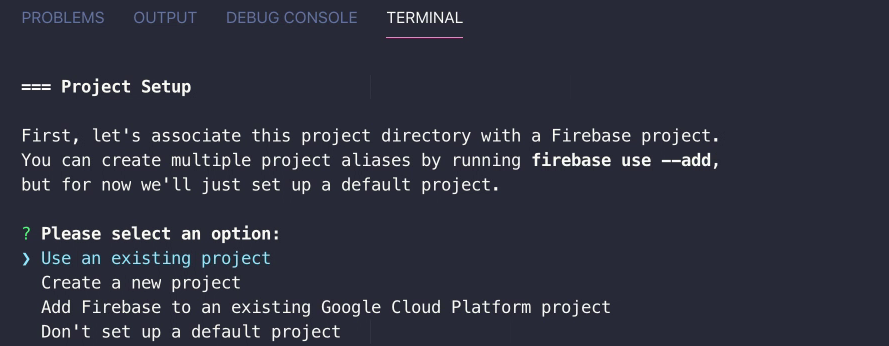 PROBLEMS OUTPUT DEBUG CONSOLE TERMINAL
=== Project Setup
First, let's associate this project directory with a Firebase project.
You can create multiple project aliases by running firebase use --add,
but for now we'll just set up a default project.
? Please select an option:
❯ Use an existing project
Create a new project
Add Firebase to an existing Google Cloud Platform project
Don't set up a default project